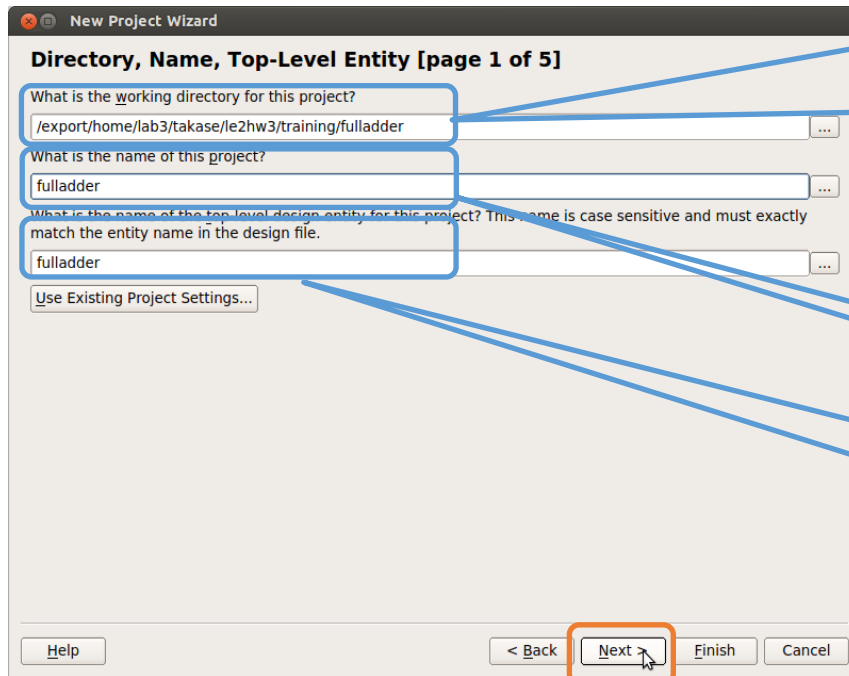 New Project Wizard
Directory, Name, Top-Level Entity [page 1 of 5]
What is the working directory for this project?
/export/home/lab3/takase/le2hw3/training/fulladder
...
What is the name of this project?
fulladder
...
What is the name of the top-level design entity for this project? This name is case sensitive and must exactly
match the entity name in the design file.
fulladder
...
Use Existing Project Settings...
Help
< Back
Next >
Finish
Cancel